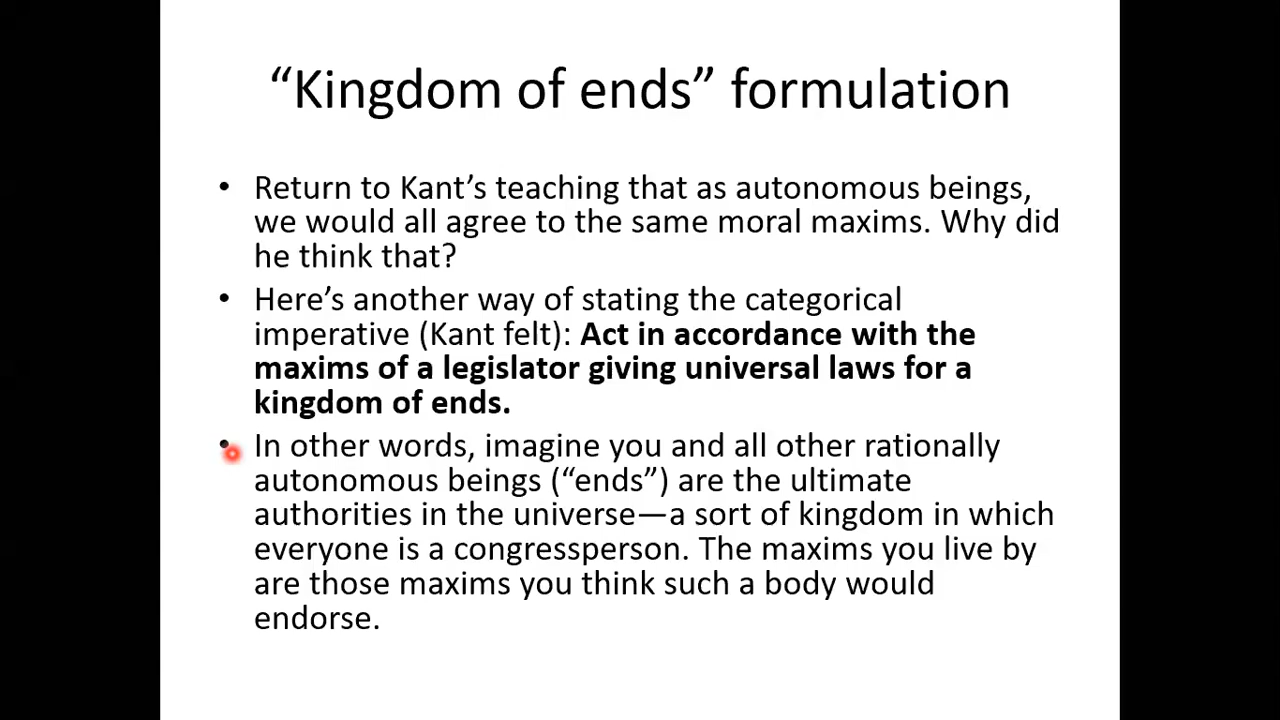 “Kingdom of ends” formulation
• Return to Kant’s teaching that as autonomous beings,
we would all agree to the same moral maxims. Why did
he think that?
• Here’s another way of stating the categorical
imperative (Kant felt): Act in accordance with the
maxims of a legislator giving universal laws for a
kingdom of ends.
• In other words, imagine you and all other rationally
autonomous beings (“ends”) are the ultimate
authorities in the universe—a sort of kingdom in which
everyone is a congressperson. The maxims you live by
are those maxims you think such a body would
endorse.